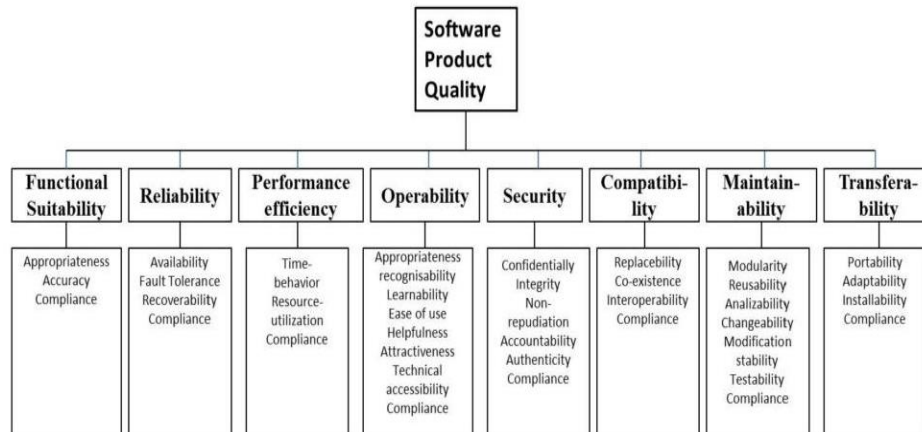 Software
Product
Quality
Functional
Suitability
Reliability
Performance
efficiency
Operability
Security
Compatibi-
lity
Maintain-
ability
Transfera-
bility
Appropriateness
Accuracy
Compliance
Availability
Fault Tolerance
Recoverability
Compliance
Time-
behavior
Resource-
utilization
Compliance
Appropriateness
recognisability
Learnability
Ease of use
Helpfulness
Attractiveness
Technical
accessibility
Compliance
Confidentially
Integrity
Non-
repudiation
Accountability
Authenticity
Compliance
Replacebility
Co-existence
Interoperability
Compliance
Modularity
Reusability
Analizability
Changeability
Modification
stability
Testability
Compliance
Portability
Adaptability
Installability
Compliance